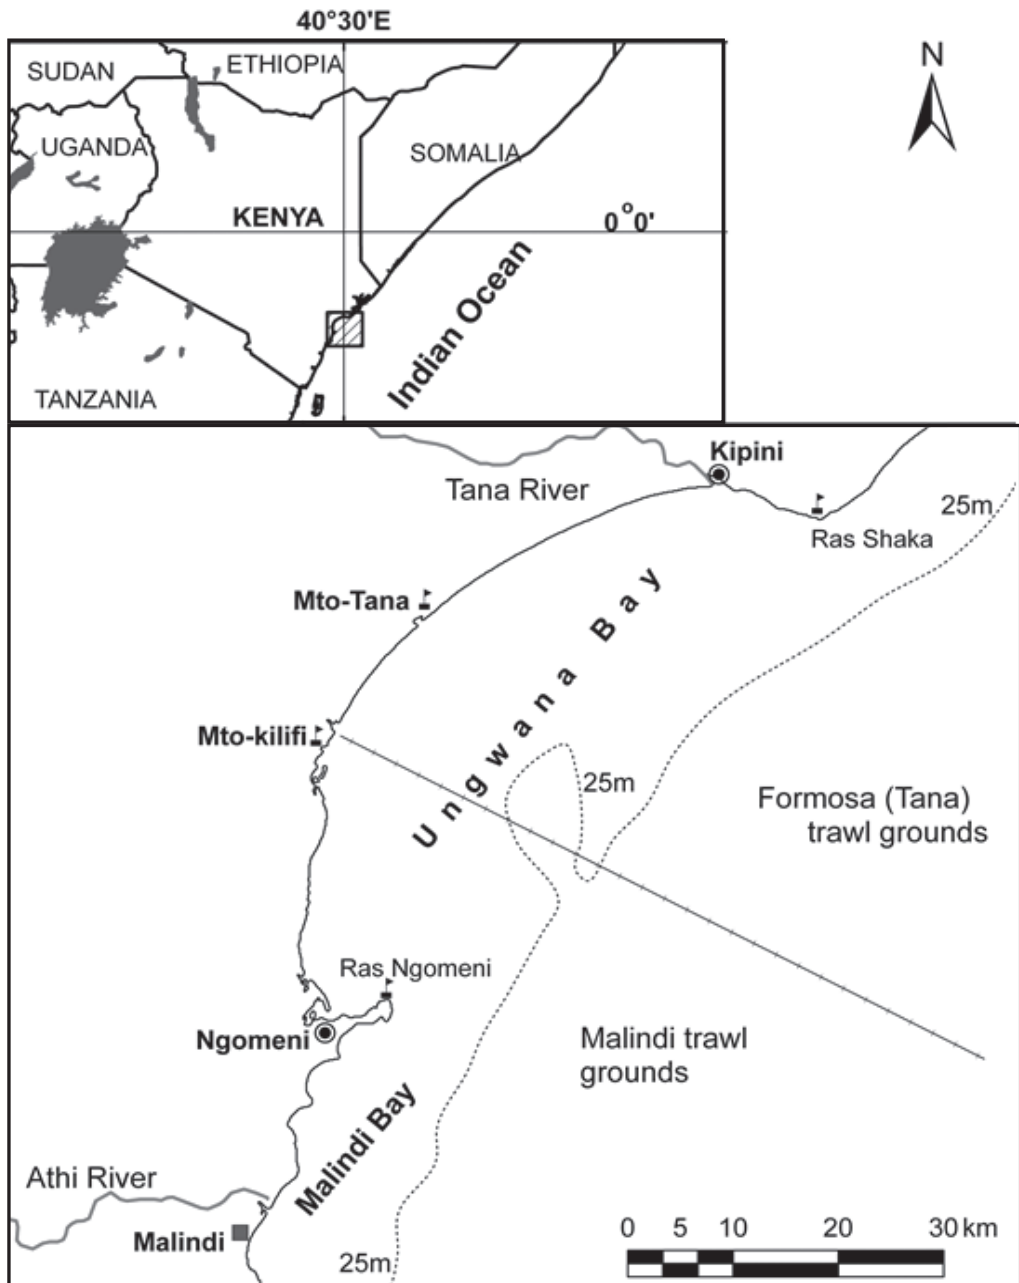 40°30'E
N
SUDAN
ETHIOPIA
UGANDA
SOMALIA
KENYA
0°0'
Indian Ocean
TANZANIA
Kipini
Tana River
25m
Ras Shaka
Mto-Tana
Ungwana Bay
Mto-kilifi
25m
Formosa (Tana)
trawl grounds
Ras Ngomeni
Ngomeni
Malindi trawl
grounds
Malindi Bay
Athi River
Malindi
25m
0 5 10 20 30 km